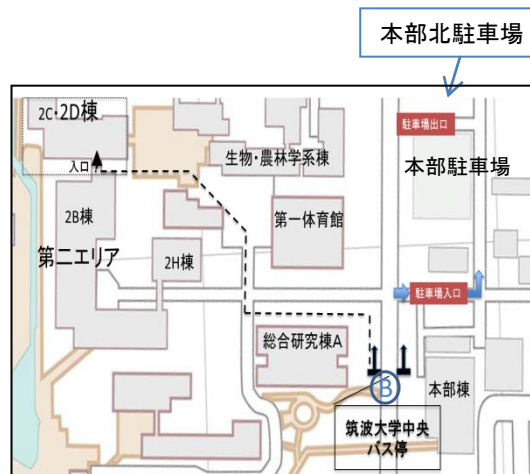 本部北駐車場
2C・2D棟
駐車場出口
入口
生物・農林学系棟
本部駐車場
2B棟
第一体育館
第二エリア
2H棟
駐車場入口
総合研究棟A
B
本部棟
筑波大学中央
バス停